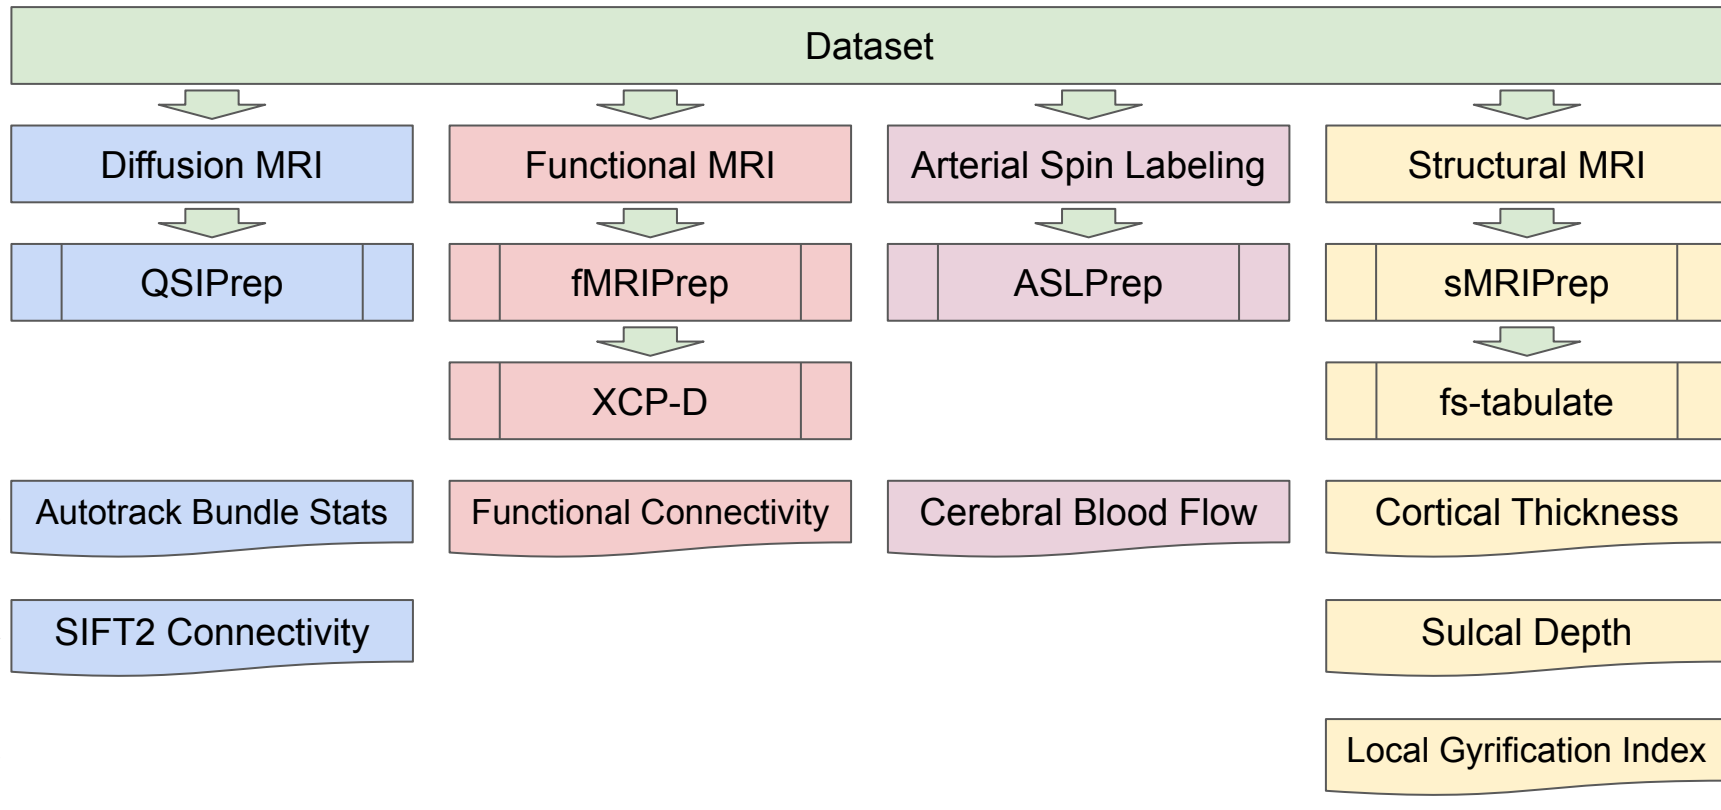 Dataset
Diffusion MRI
Functional MRI
Arterial Spin Labeling
Structural MRI
QSIPrep
fMRIPrep
ASLPrep
sMRIPrep
XCP-D
fs-tabulate
Autotrack Bundle Stats
Functional Connectivity
Cerebral Blood Flow
Cortical Thickness
SIFT2 Connectivity
Sulcal Depth
Local Gyrification Index